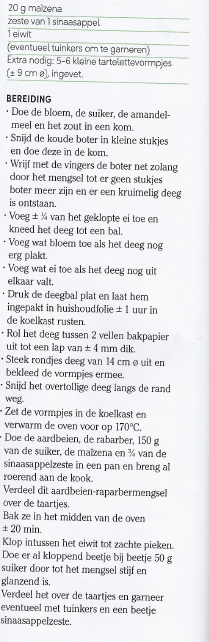 20 g maïzena
zeste van 1 sinaasappel
1 eiwit
(eventueel tuinkers om te garneren)
Extra nodig: 5-6 kleine tartelettevormpjes
(± 9 cm ø), ingevet.
BEREIDING
· Doe de bloem, de suiker, de amandel-
meel en het zout in een kom.
· Snijd de koude boter in kleine stukjes
en doe deze in de kom.
· Wrijf met de vingers de boter net zolang
door het mengsel tot er geen stukjes
boter meer zijn en er een kruimelig deeg
is ontstaan.
· Voeg ± ¾ van het geklopte ei toe en
kneed het deeg tot een bal.
· Voeg wat bloem toe als het deeg nog
erg plakt.
· Voeg wat ei toe als het deeg nog uit
elkaar valt.
· Druk de deegbal plat en laat hem
ingepakt in huishoudfolie ± 1 uur in
de koelkast rusten.
· Rol het deeg tussen 2 vellen bakpapier
uit tot een lap van ± 4 mm dik.
· Steek rondjes deeg van 14 cm ø uit en
bekleed de vormpjes ermee.
· Snijd het overtollige deeg langs de rand
weg.
· Zet de vormpjes in de koelkast en
verwarm de oven voor op 170°C.
· Doe de aardbeien, de rabarber, 150 g
van de suiker, de maïzena en ¾ van de
sinaasappelzeste in een pan en breng al
roerend aan de kook.
Verdeel dit aardbeien-raparbermengsel
over de taartjes.
Bak ze in het midden van de oven
± 20 min.
Klop intussen het eiwit tot zachte pieken.
Doe er al kloppend beetje bij beetje 50 g
suiker door tot het mengsel stijf en
glanzend is.
Verdeel het over de taartjes en garneer
eventueel met tuinkers en een beetje
sinaasappelzeste.